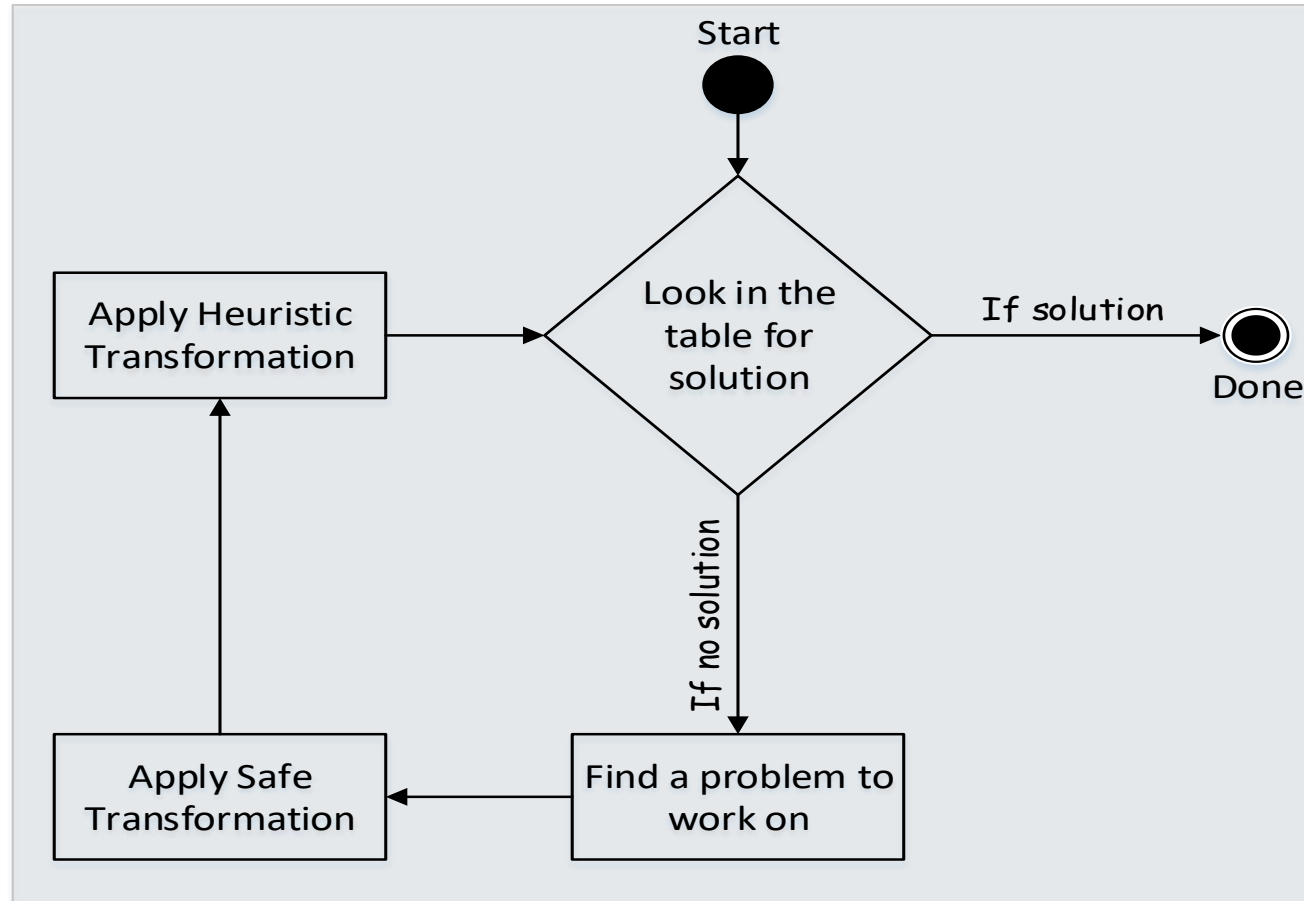 Start
Look in the
table for
solution
If solution
Done
If no solution
Find a problem to
work on
Apply Safe
Transformation
Apply Heuristic
Transformation